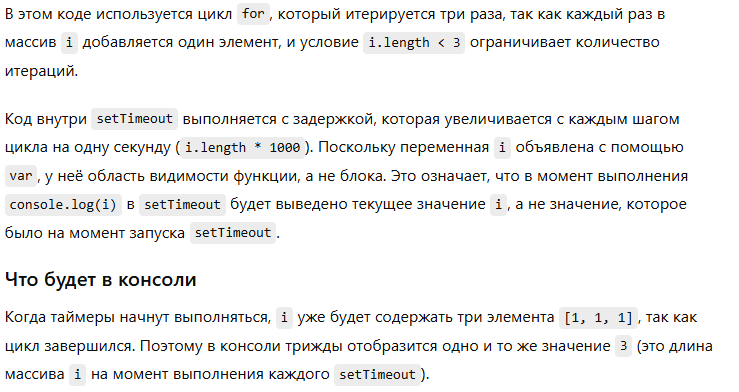 В этом коде используется цикл for, который итерируется три раза, так как каждый раз в
массив i добавляется один элемент, и условие i.length < 3 ограничивает количество
итераций.
Код внутри setTimeout выполняется с задержкой, которая увеличивается с каждым шагом
цикла на одну секунду (i.length * 1000). Поскольку переменная i объявлена с помощью
var, у неё область видимости функции, а не блока. Это означает, что в момент выполнения
console.log(i) в setTimeout будет выведено текущее значение i, а не значение, которое
было на момент запуска setTimeout.
Что будет в консоли
Когда таймеры начнут выполняться, i уже будет содержать три элемента [1, 1, 1], так как
цикл завершился. Поэтому в консоли трижды отобразится одно и то же значение 3 (это длина
массива i на момент выполнения каждого setTimeout).